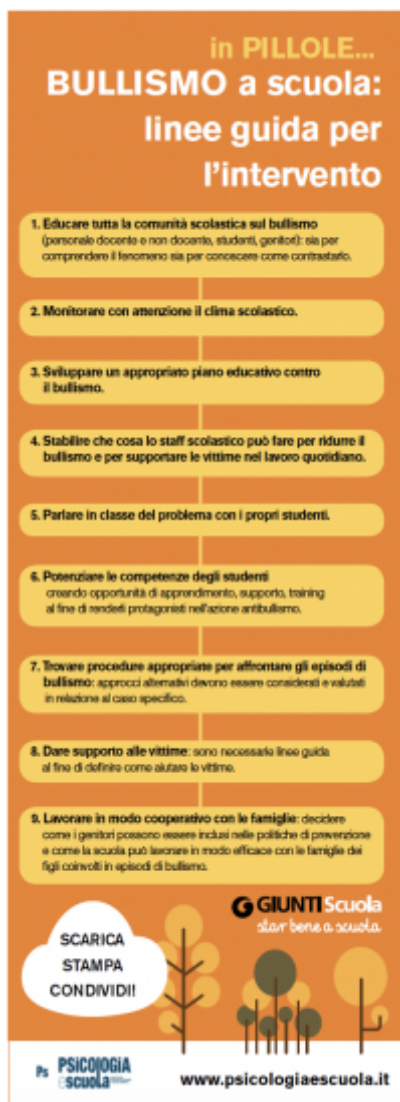 in PILLOLE...
BULLISMO a scuola:
linee guida per
l'intervento
1. Educare tutta la comunità scolastica sul bullismo
(personale docente e non docente, studenti, genitori): sia per
comprendere il fenomeno sia per conoscere come contrastarlo.
2. Monitorare con attenzione il clima scolastico.
3. Sviluppare un appropriato piano educativo contro
il bullismo.
4. Stabilire che cosa lo staff scolastico può fare per ridurre il
bullismo e per supportare le vittime nel lavoro quotidiano.
5. Parlare in classe del problema con i propri studenti.
6. Potenziare le competenze degli studenti
creando opportunità di apprendimento, supporto, training
al fine di renderli protagonisti nell'azione antibullismo.
7. Trovare procedure appropriate per affrontare gli episodi di
bullismo: approcci alternativi devono essere considerati e valutati
in relazione al caso specifico.
8. Dare supporto alle vittime: sono necessarie linee guida
al fine di definire come aiutare le vittime.
9. Lavorare in modo cooperativo con le famiglie: decidere
come i genitori possono essere inclusi nelle politiche di prevenzione
e come la scuola può lavorare in modo efficace con le famiglie dei
figli coinvolti in episodi di bullismo.
GIUNTI Scuola
star bene a scuola
SCARICA
STAMPA
CONDIVIDI!
Ps PSICOLOGIA
e scuola
www.psicologiaescuola.it